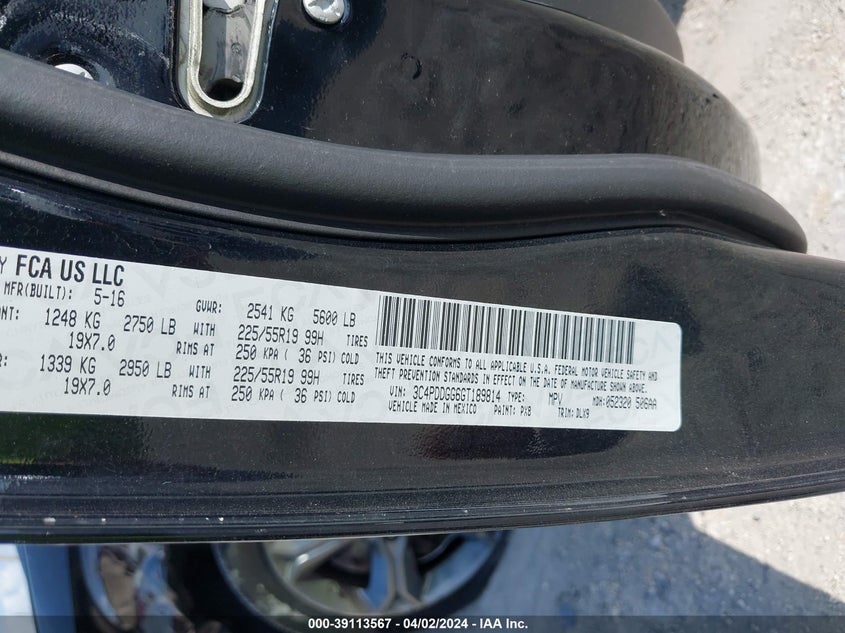 Y FCA US LLC
MFR(BUILT): 5-16 GVWR: 2541 KG 5600 LB
NT: 1248 KG 2750 LB WITH 225/55R19 99H TIRES
19X7.0 RIMS AT 250 KPA ( 36 PSI) COLD
R: 1339 KG 2950 LB WITH 225/55R19 99H TIRES
19X7.0 RIMS AT 250 KPA ( 36 PSI) COLD
THIS VEHICLE CONFORMS TO ALL APPLICABLE U.S.A. FEDERAL MOTOR VEHICLE SAFETY AND
THEFT PREVENTION STANDARDS IN EFFECT ON THE DATE OF MANUFACTURE SHOWN ABOVE.
VIN: 3C4PDDGG6GT189814 TYPE: MPV MDH: 052320 506AA
VEHICLE MADE IN MEXICO PAINT: PX8 TRIM: DLX9
000-39113567 - 04/02/2024 - IAA Inc.